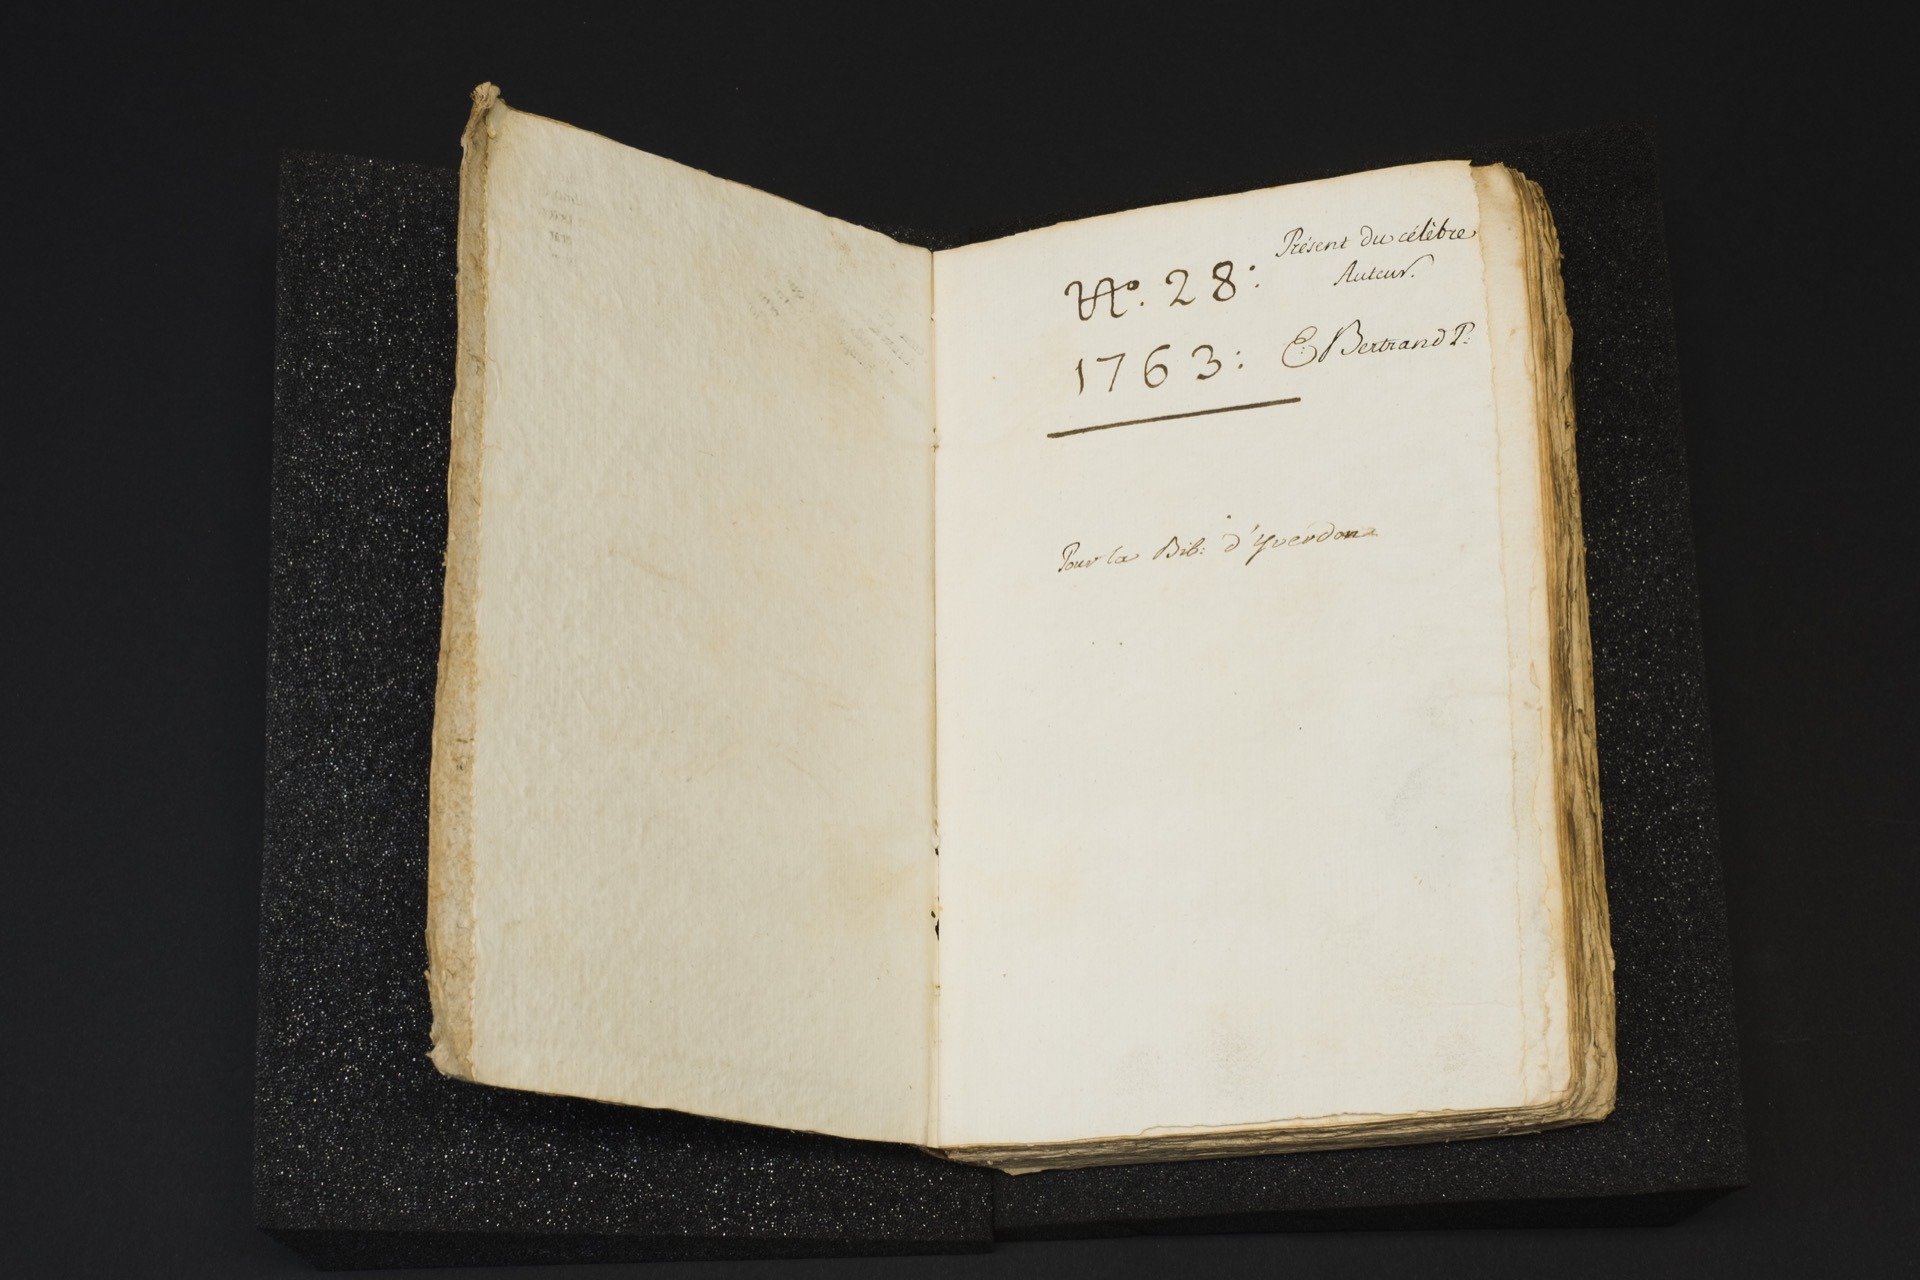 N.º 28:
Présent du célèbre
Auteur.
1763:
E: Bertrand P:
Pour la Bib: d'Yverdon